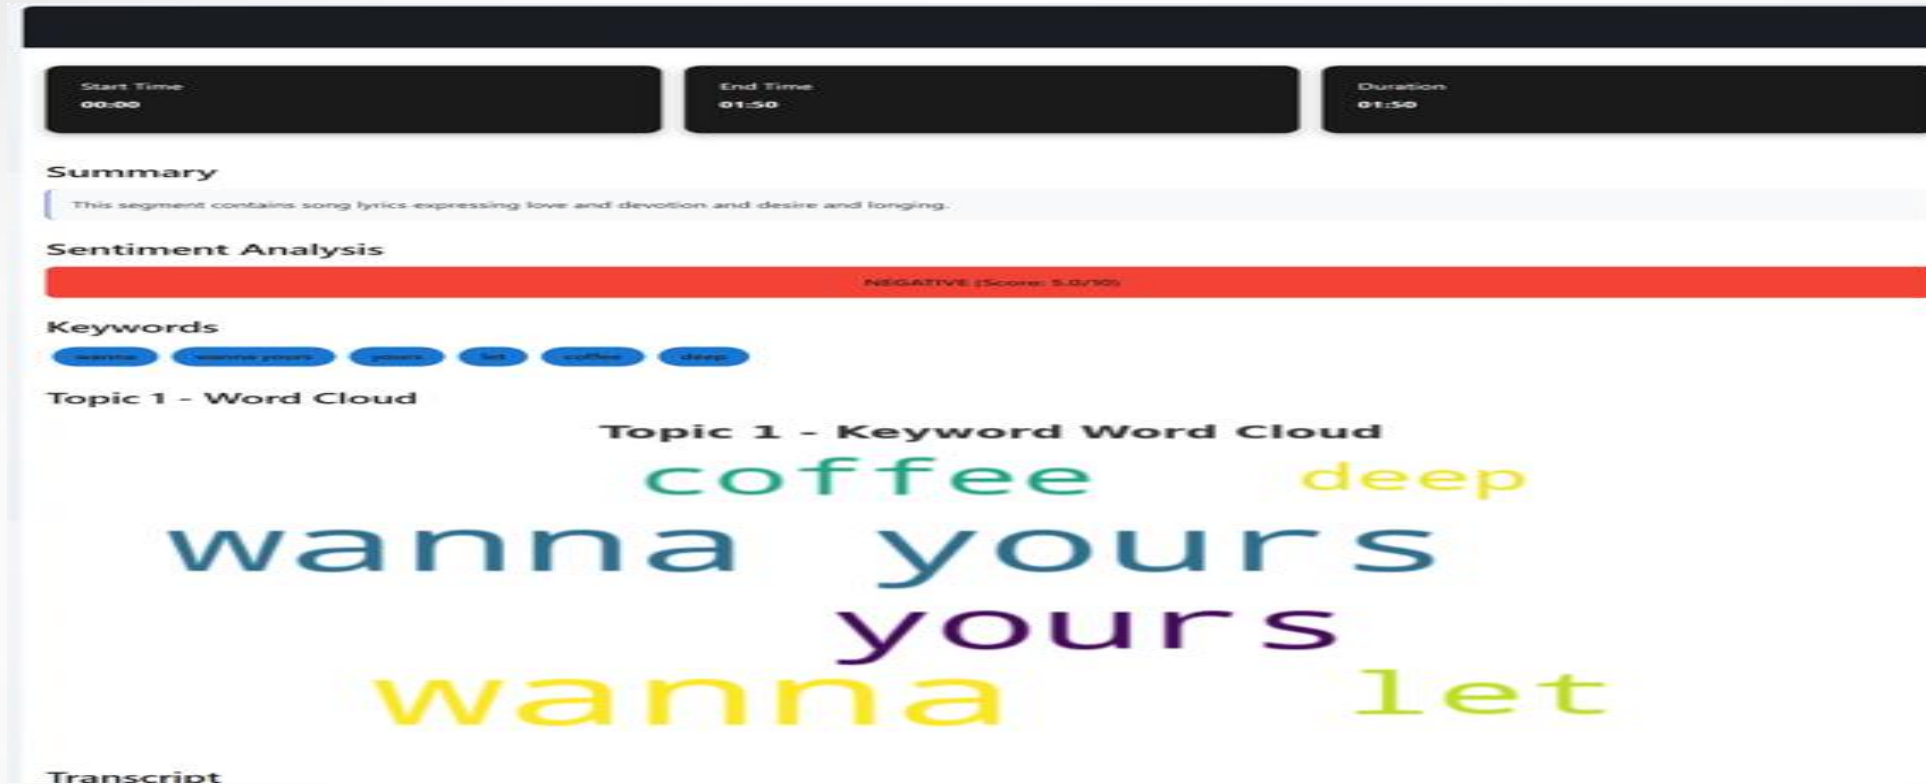 Start Time End Time Duration
00:00 01:50 01:50
Summary
This segment contains song lyrics expressing love and devotion and desire and longing.
Sentiment Analysis
NEGATIVE (Score: 5.0/10)
Keywords
wanna wanna yours yours let coffee deep
Topic 1 - Word Cloud
Topic 1 - Keyword Word Cloud
coffee deep
wanna yours
yours
wanna let
Transcript